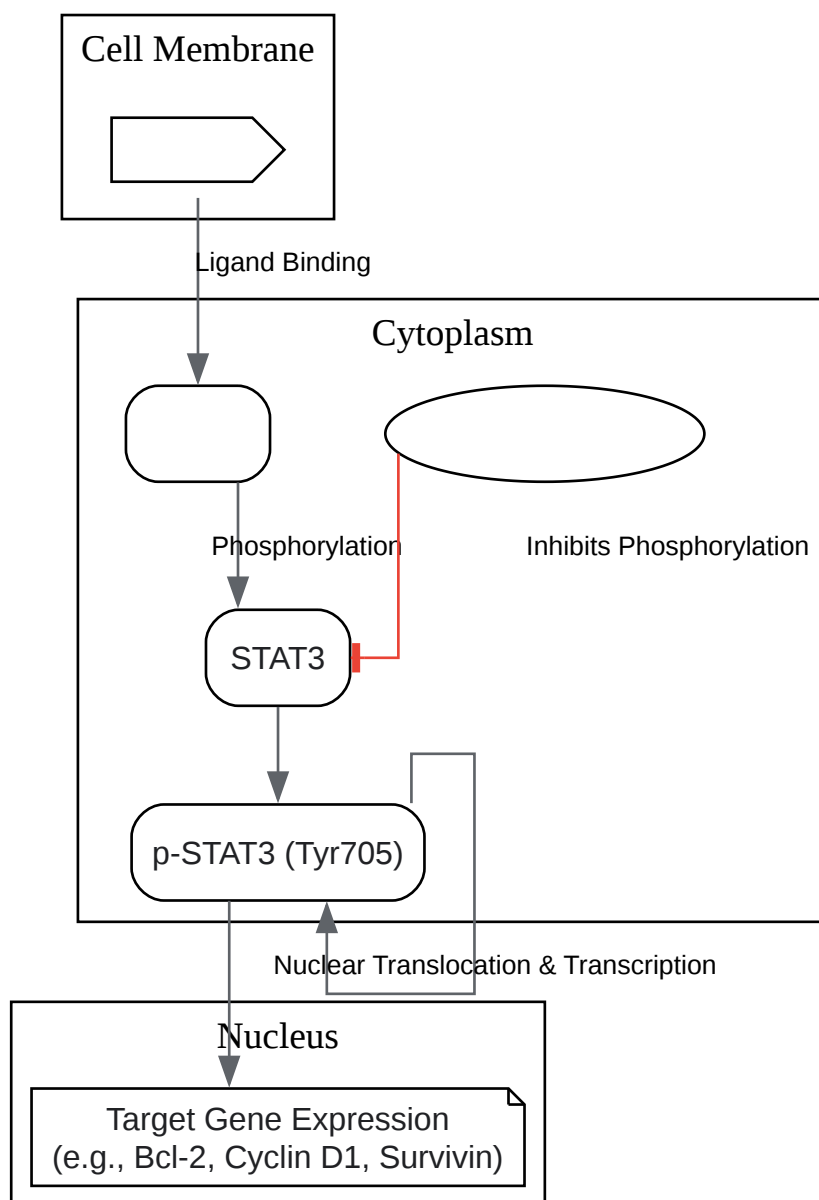 Cell Membrane
Ligand Binding
Cytoplasm
Phosphorylation
Inhibits Phosphorylation
STAT3
p-STAT3 (Tyr705)
Nuclear Translocation & Transcription
Nucleus
Target Gene Expression
(e.g., Bcl-2, Cyclin D1, Survivin)